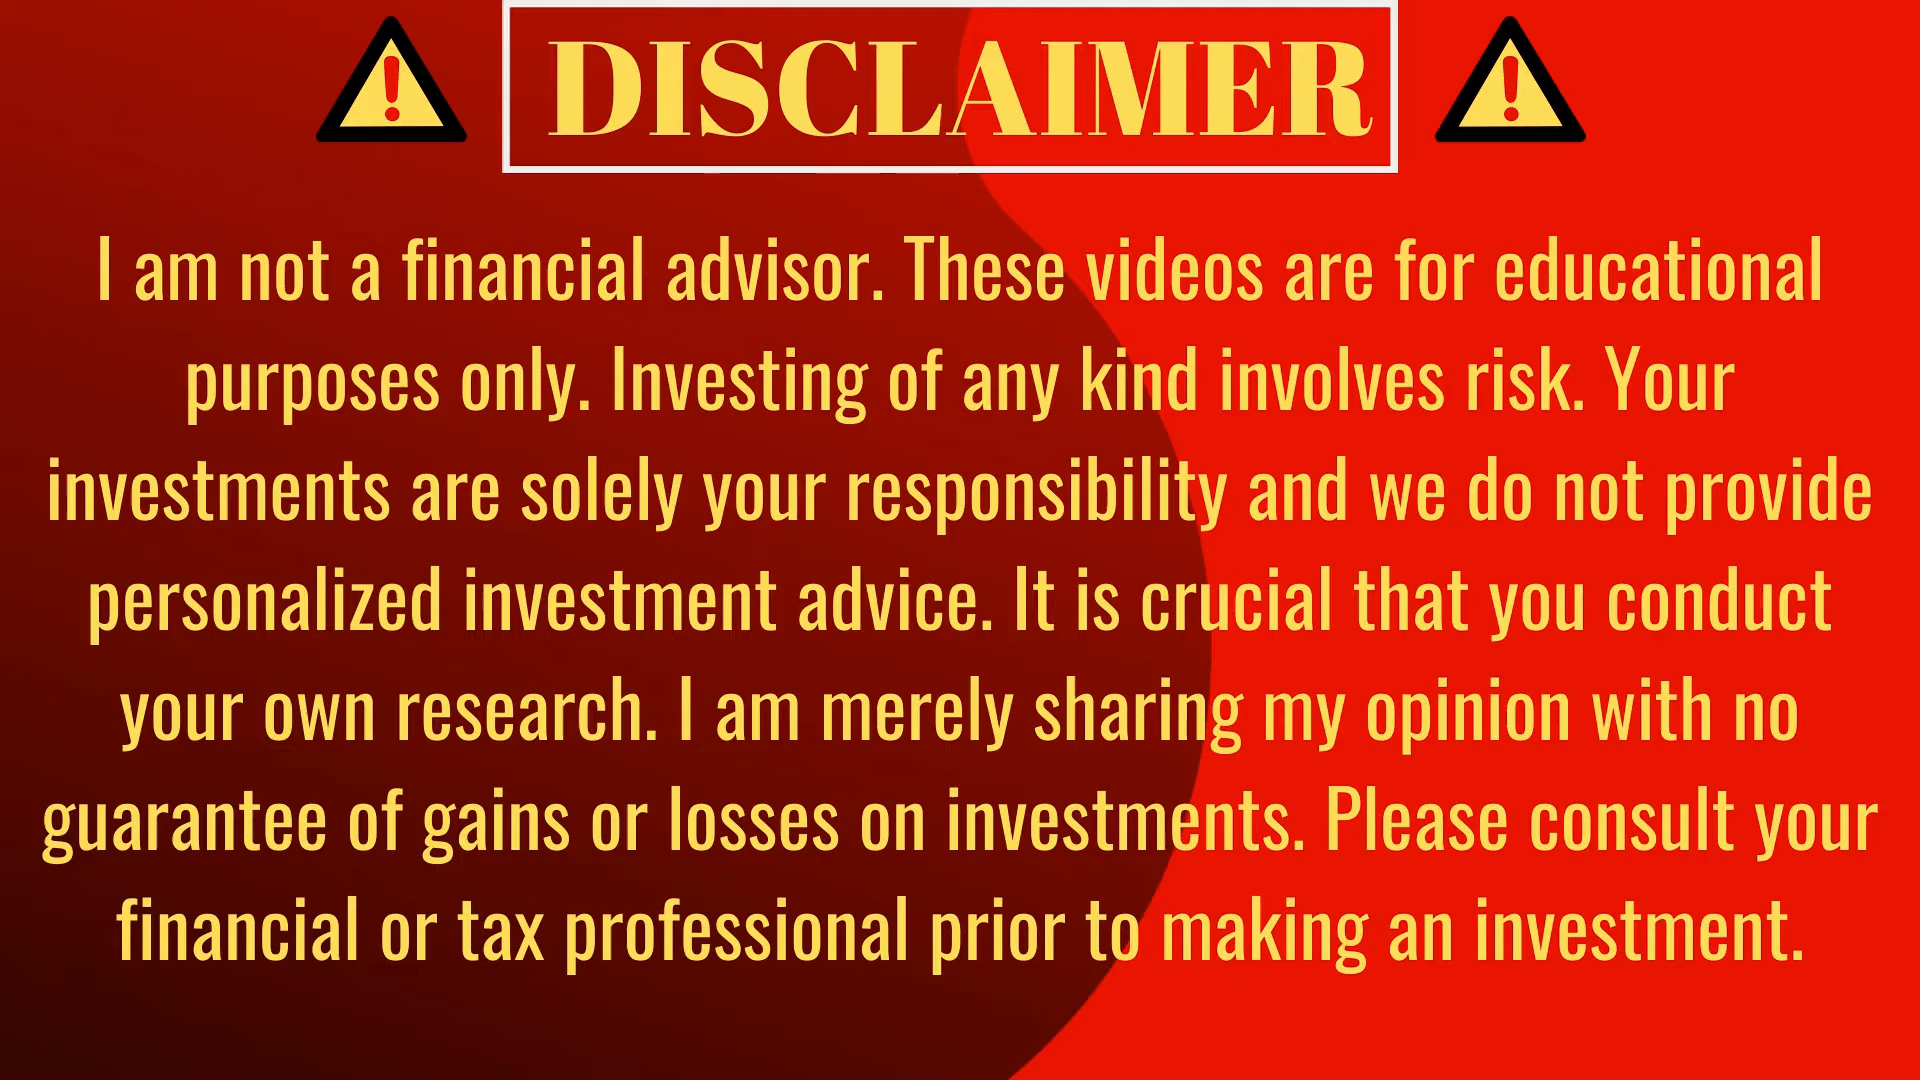 DISCLAIMER
I am not a financial advisor. These videos are for educational
purposes only. Investing of any kind involves risk. Your
investments are solely your responsibility and we do not provide
personalized investment advice. It is crucial that you conduct
your own research. I am merely sharing my opinion with no
guarantee of gains or losses on investments. Please consult your
financial or tax professional prior to making an investment.